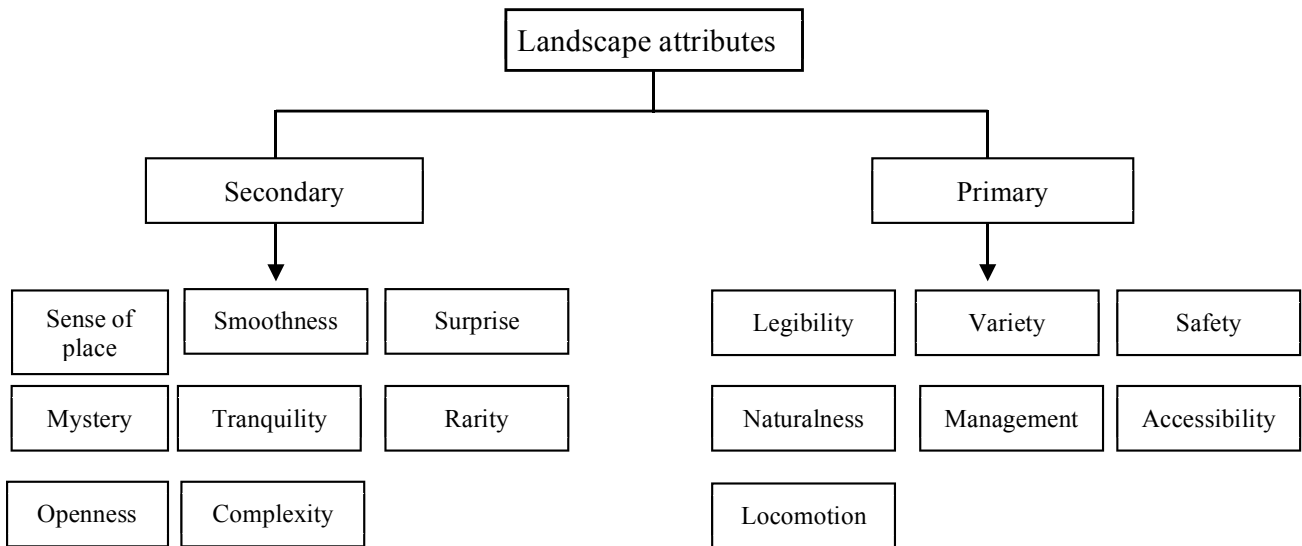 Landscape attributes
Secondary
Primary
Sense of
place
Smoothness
Surprise
Legibility
Variety
Safety
Mystery
Tranquility
Rarity
Naturalness
Management
Accessibility
Openness
Complexity
Locomotion